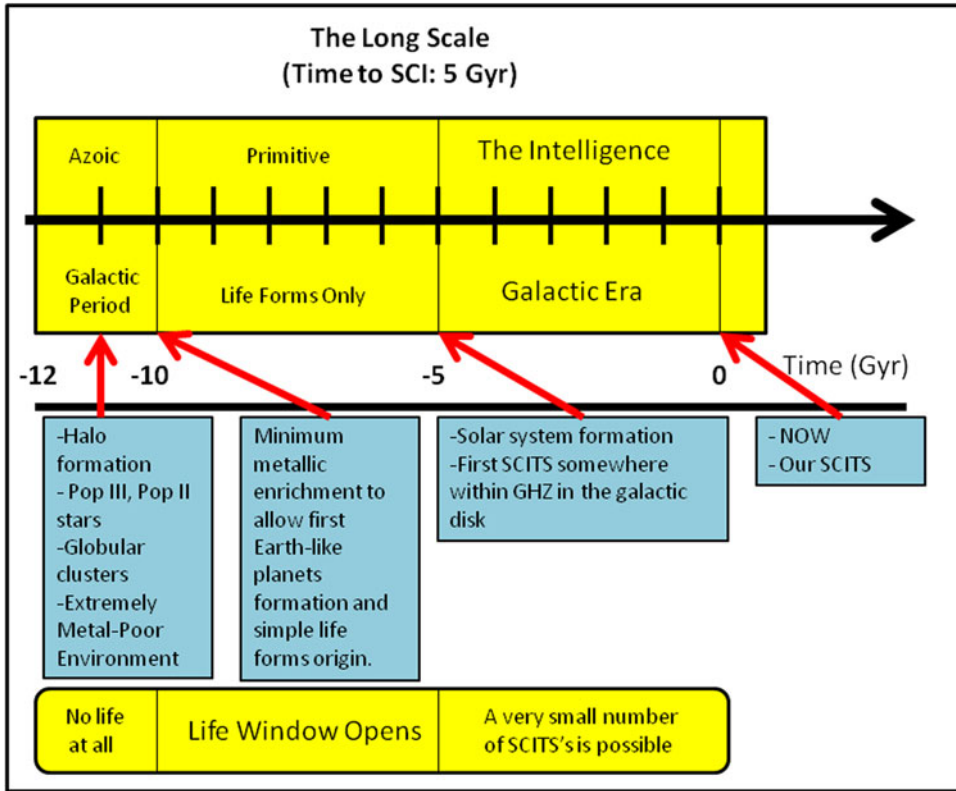 The Long Scale
(Time to SCI: 5 Gyr)
Azoic
Primitive
The Intelligence
Galactic
Period
Life Forms Only
Galactic Era
-12
-10
-5
0
Time (Gyr)
-Halo
formation
- Pop III, Pop II
stars
-Globular
clusters
-Extremely
Metal-Poor
Environment
Minimum
metallic
enrichment to
allow first
Earth-like
planets
formation and
simple life
forms origin.
-Solar system formation
-First SCITS somewhere
within GHZ in the galactic
disk
- NOW
- Our SCITS
No life
at all
Life Window Opens
A very small number
of SCITS's is possible